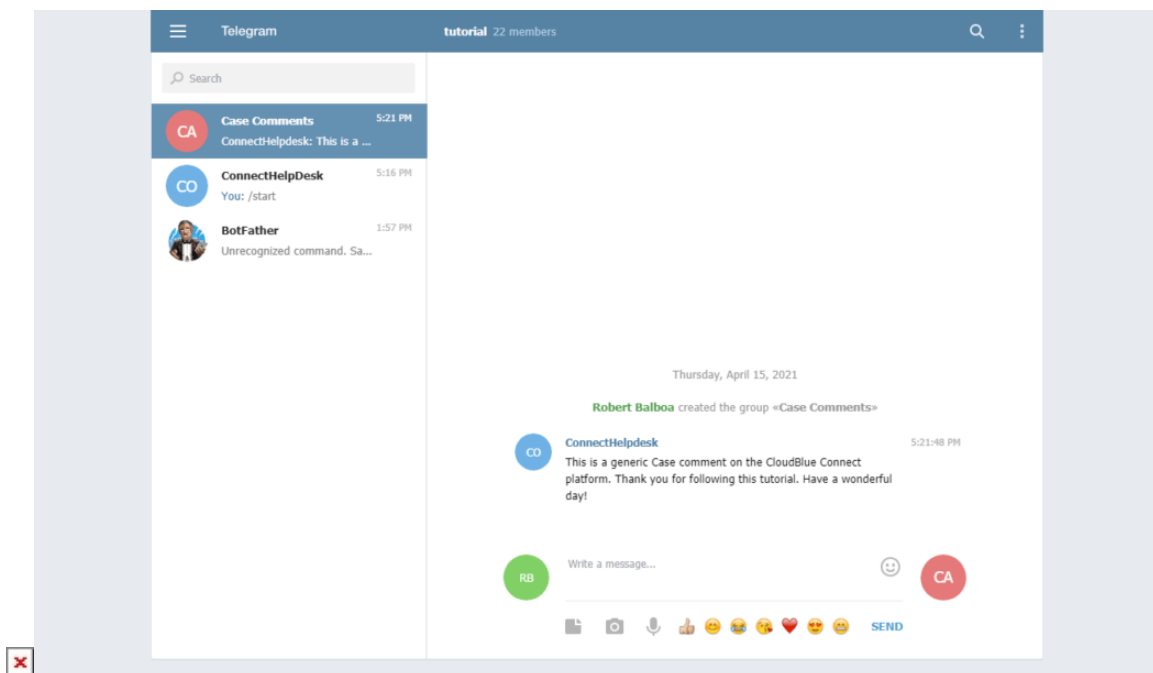 Telegram
tutorial 22 members
Search
CA
Case Comments 5:21 PM
ConnectHelpdesk: This is a ...
CO
ConnectHelpDesk 5:16 PM
You: /start
BotFather 1:57 PM
Unrecognized command. Sa...
Thursday, April 15, 2021
Robert Balboa created the group «Case Comments»
CO
ConnectHelpdesk 5:21:48 PM
This is a generic Case comment on the CloudBlue Connect
platform. Thank you for following this tutorial. Have a wonderful
day!
RB
Write a message...
CA
SEND